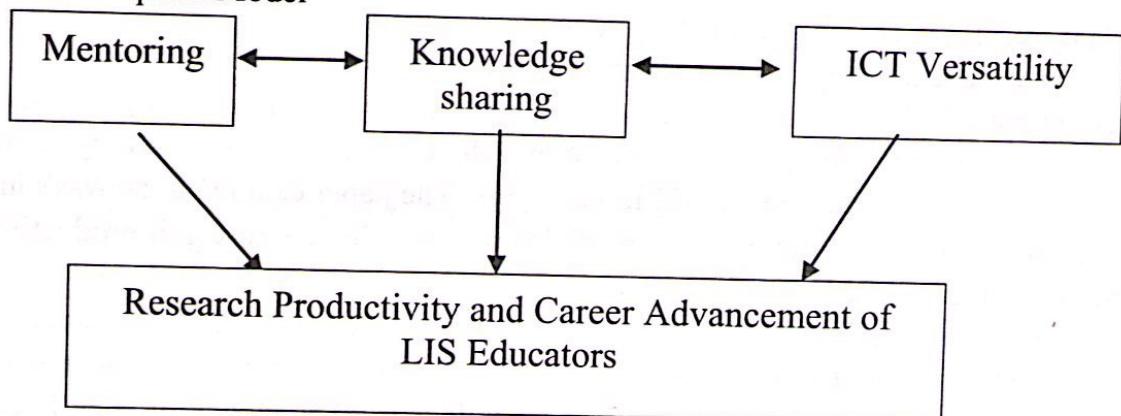 Mentoring
Knowledge
sharing
ICT Versatility
Research Productivity and Career Advancement of
LIS Educators